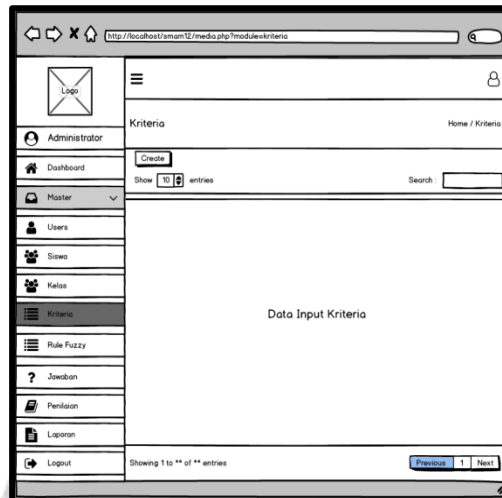 http://localhost/smam12/media.php?module=kriteria
Logo
Administrator
Dashboard
Master
Users
Siswa
Kelas
Kriteria
Rule Fuzzy
Jawaban
Penilaian
Laporan
Logout
Kriteria
Home / Kriteria
Create
Show 10 entries
Search :
Data Input Kriteria
Showing 1 to ** of ** entries
Previous 1 Next